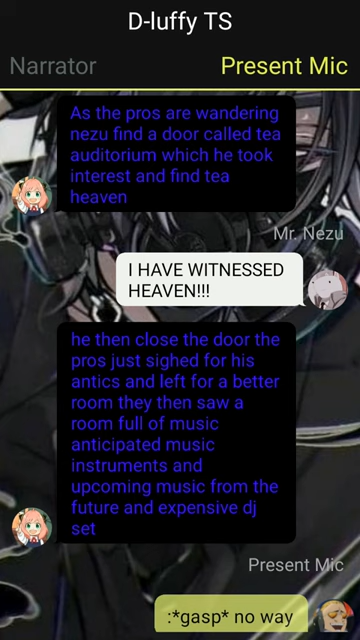 D-luffy TS
Narrator
Present Mic
As the pros are wandering
nezu find a door called tea
auditorium which he took
interest and find tea
heaven
Mr. Nezu
I HAVE WITNESSED
HEAVEN!!!
he then close the door the
pros just sighed for his
antics and left for a better
room they then saw a
room full of music
anticipated music
instruments and
upcoming music from the
future and expensive dj
set
Present Mic
:*gasp* no way